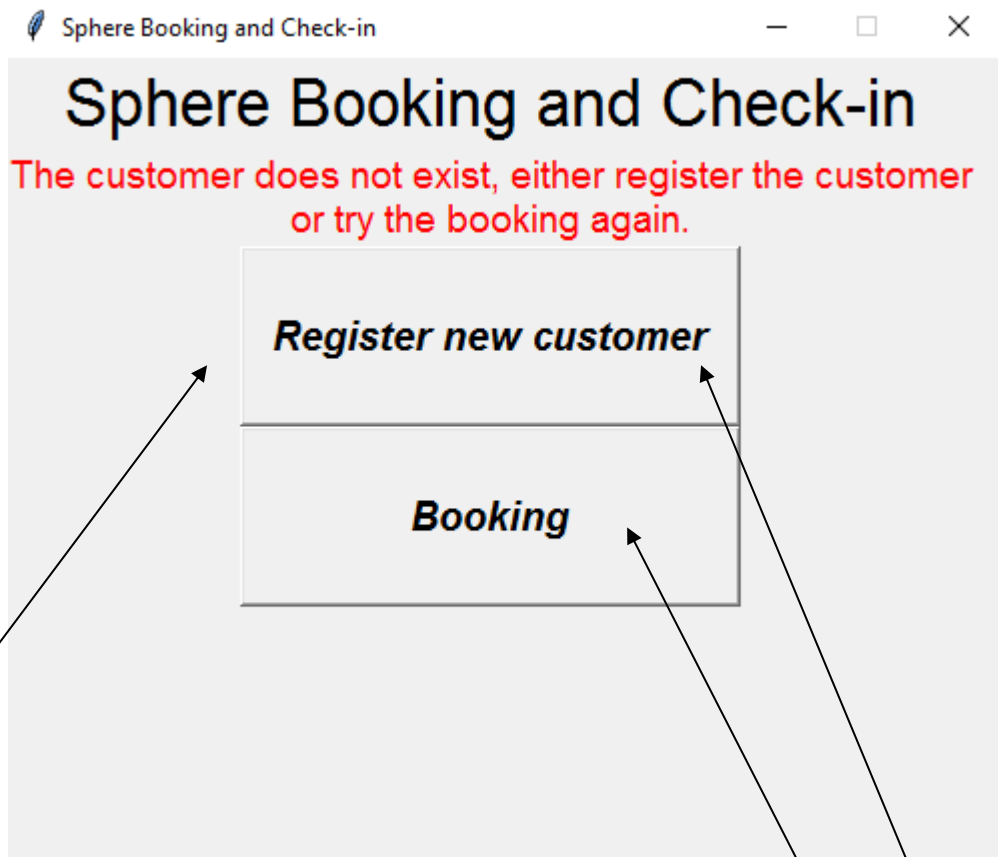 Sphere Booking and Check-in
Sphere Booking and Check-in
The customer does not exist, either register the customer
or try the booking again.
Register new customer
Booking